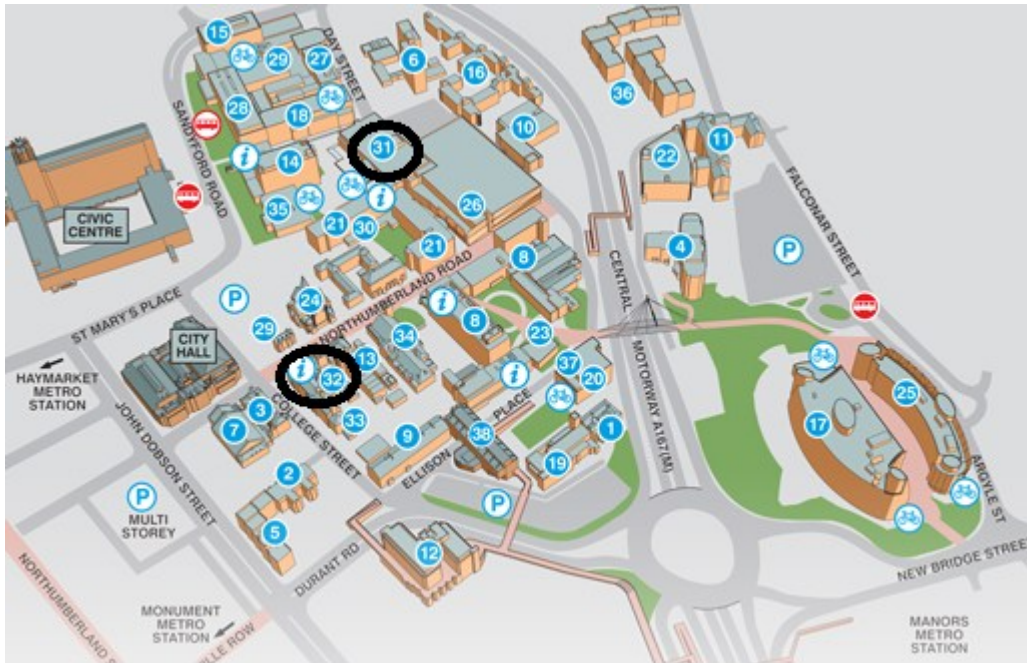 15
29
27
DAY STREET
6
16
36
28
18
10
31
22
11
SANDYFORD ROAD
i
14
35
i
26
CIVIC
CENTRE
21
30
21
4
P
FALCONAR STREET
8
CENTRAL MOTORWAY A167(M)
ST MARY'S PLACE
P
24
NORTHUMBERLAND ROAD
i
8
29
34
23
CITY
HALL
13
37
i
32
i
20
HAYMARKET
METRO
STATION
PLACE
3
7
COLLEGE STREET
33
9
38
1
17
25
ELLISON
19
JOHN DOBSON STREET
2
P
MULTI
STOREY
P
5
12
ARGYLE ST
DURANT RD
NEW BRIDGE STREET
MONUMENT
METRO
STATION
MANORS
METRO
STATION